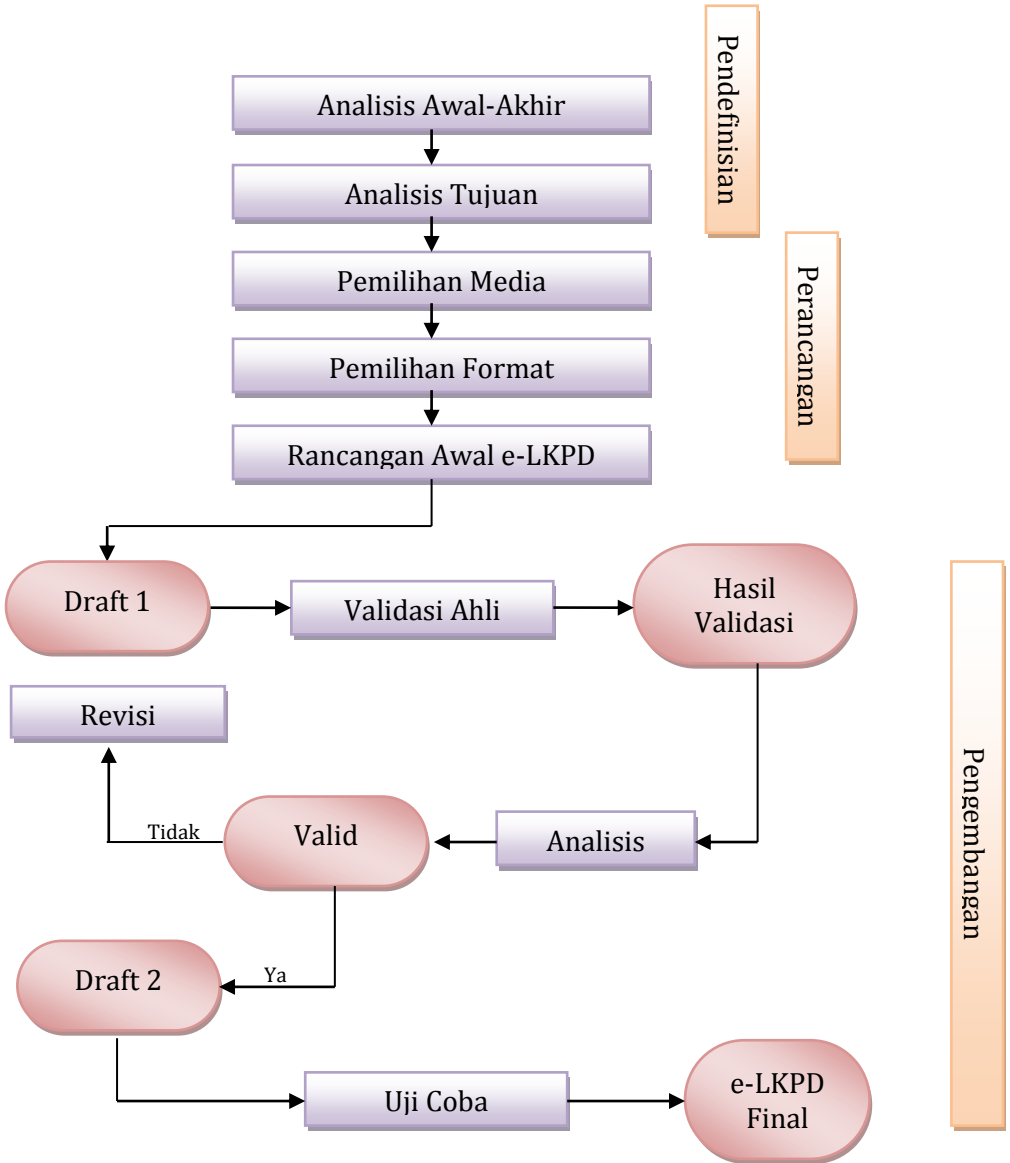 Pendefinisian
Analisis Awal-Akhir
Analisis Tujuan
Pemilihan Media
Perancangan
Pemilihan Format
Rancangan Awal e-LKPD
Draft 1
Validasi Ahli
Hasil
Validasi
Revisi
Pengembangan
Tidak
Valid
Analisis
Draft 2
Ya
Uji Coba
e-LKPD
Final